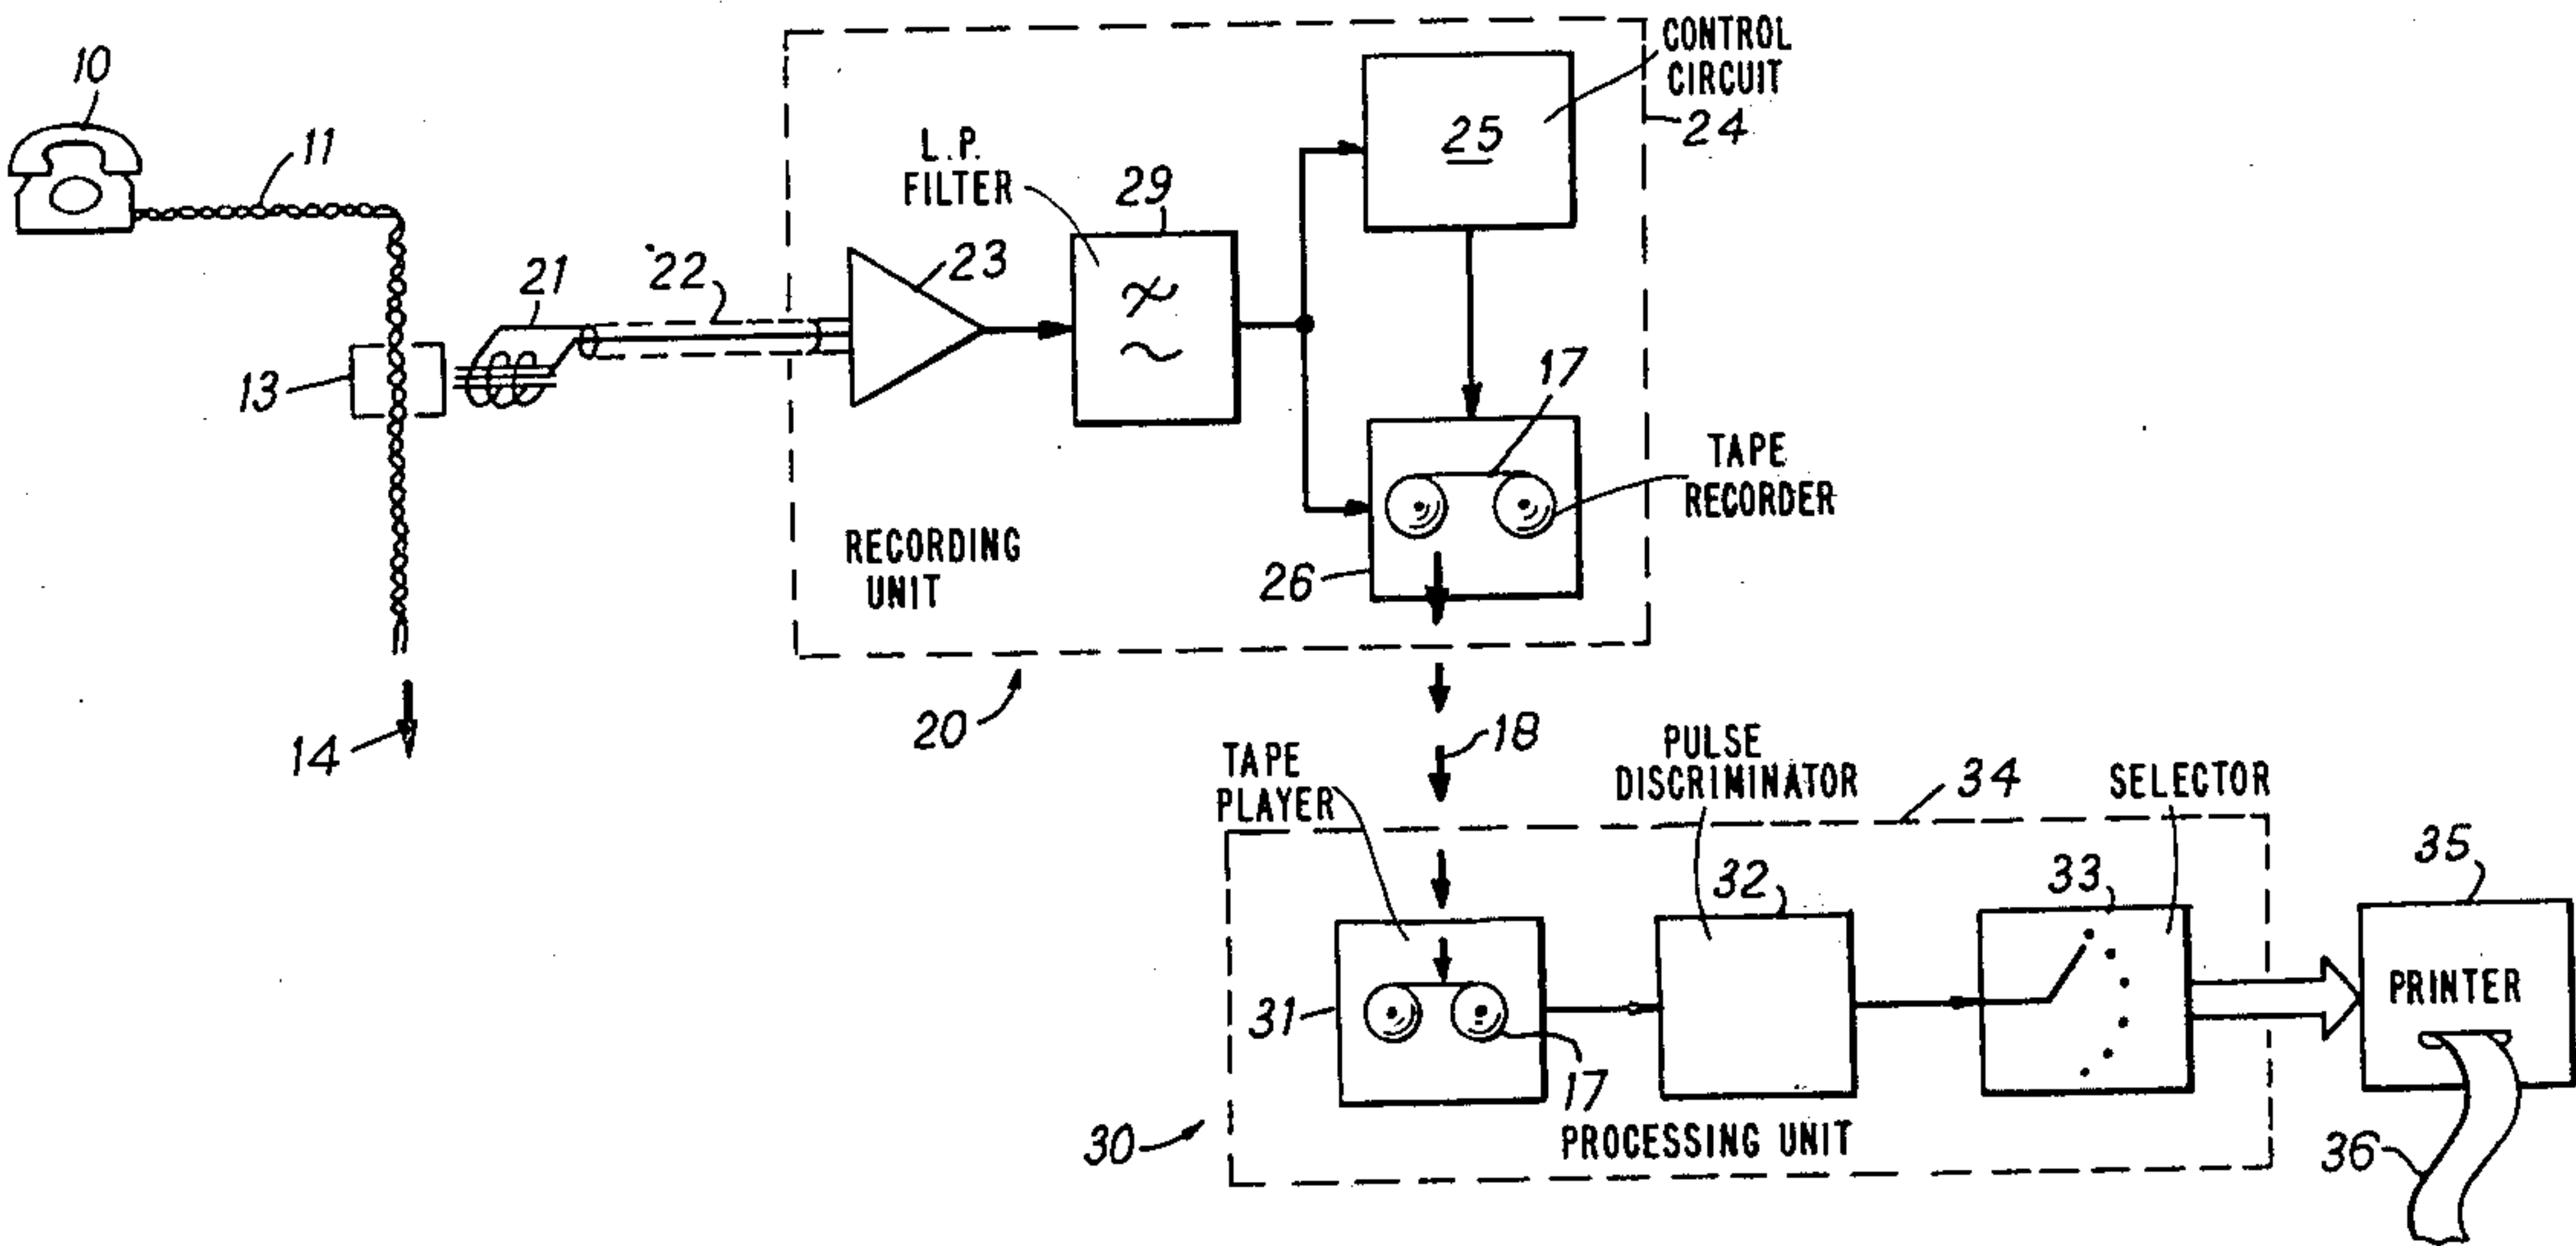 10
11
13
14
21
22
RECORDING
UNIT
20
23
L.P.
FILTER
29
CONTROL
CIRCUIT
24
25
17
TAPE
RECORDER
26
18
TAPE
PLAYER
PULSE
DISCRIMINATOR
34
SELECTOR
31
17
32
33
PROCESSING UNIT
30
35
PRINTER
36